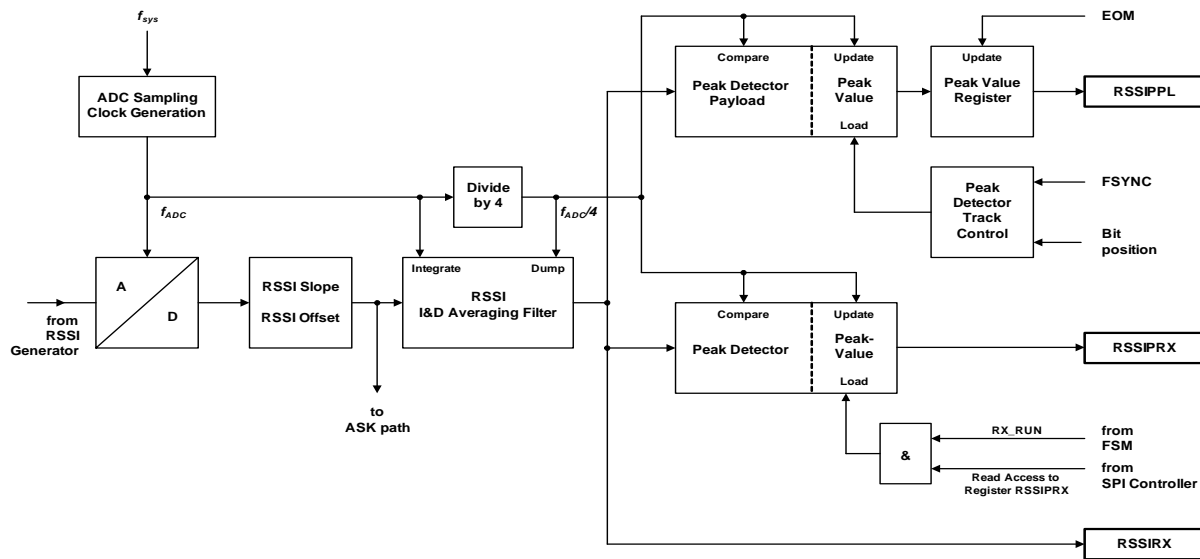 f_sys
EOM
Compare
Update
Update
ADC Sampling
Clock Generation
Peak Detector
Payload
Peak
Value
Peak Value
Register
RSSIPPL
Load
Divide
by 4
Peak
Detector
Track
Control
FSYNC
Bit
position
f_ADC
f_ADC/4
A
D
RSSI Slope
RSSI Offset
Integrate
Dump
RSSI
I&D Averaging Filter
from
RSSI
Generator
to
ASK path
Compare
Update
Peak Detector
Peak-
Value
Load
RSSIPRX
&
RX_RUN
from
FSM
Read Access to
Register RSSIPRX
from
SPI Controller
RSSIRX